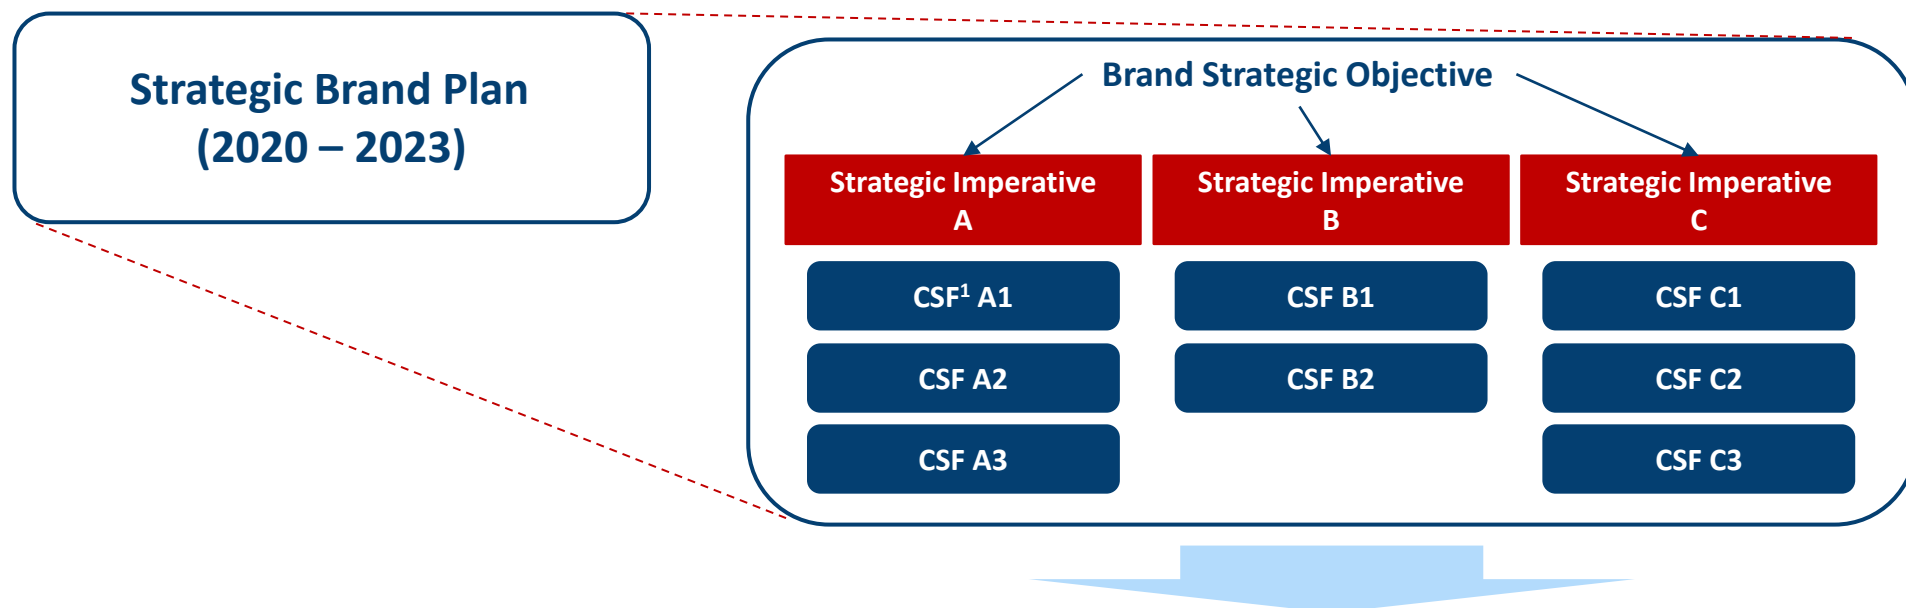 Strategic Brand Plan
(2020 – 2023)
Brand Strategic Objective
Strategic Imperative
A
Strategic Imperative
B
Strategic Imperative
C
CSF¹ A1
CSF B1
CSF C1
CSF A2
CSF B2
CSF C2
CSF A3
CSF C3